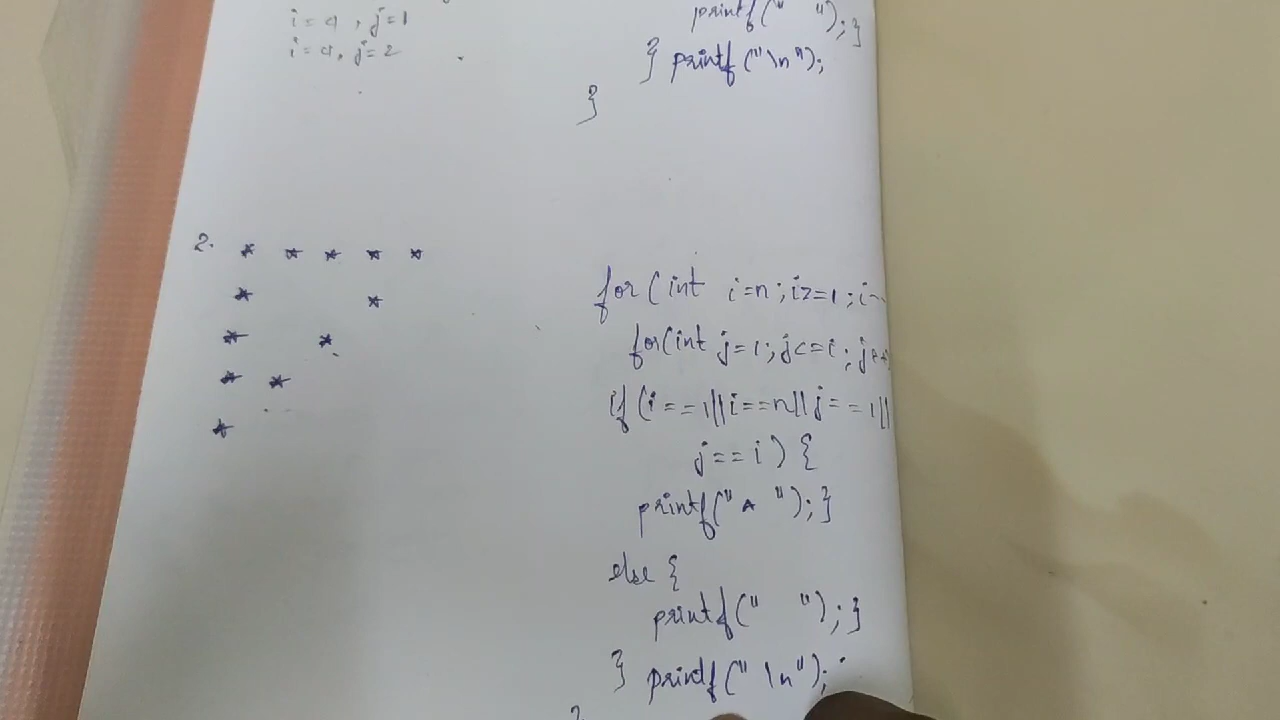 i = 4 , j = 1
i = 4, j = 2
printf("  "); }
} printf ("\n");
}
2. * * * * *
* *
* *
* *
*
for (int i=n ; i>=1 ; i--
for(int j=1; j<=i ; j++)
if (i==1||i==n||j==1||
j==i) {
printf("* "); }
else {
printf("  "); }
} printf("\n");